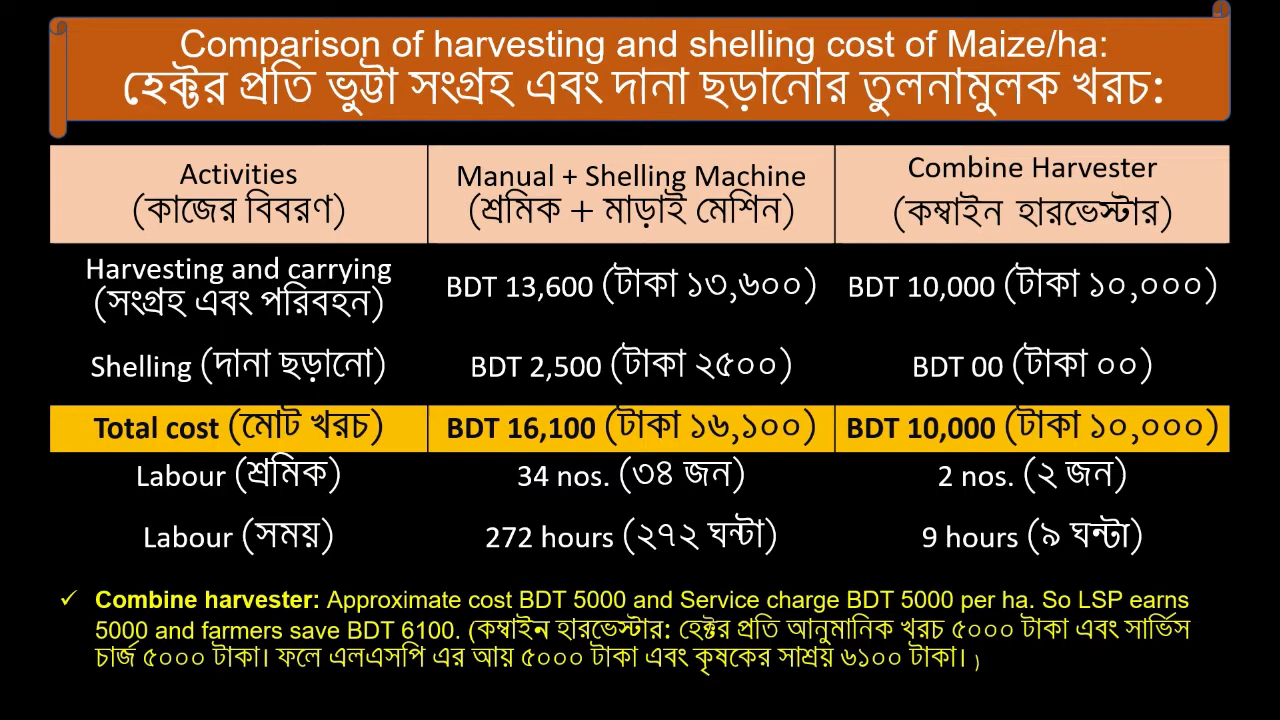 Comparison of harvesting and shelling cost of Maize/ha:
হেক্টর প্রতি ভুট্টা সংগ্রহ এবং দানা ছড়ানোর তুলনামুলক খরচ:
Activities
(কাজের বিবরণ)
Manual + Shelling Machine
(শ্রমিক + মাড়াই মেশিন)
Combine Harvester
(কম্বাইন হারভেস্টার)
Harvesting and carrying
(সংগ্রহ এবং পরিবহন)
BDT 13,600 (টাকা ১৩,৬০০)
BDT 10,000 (টাকা ১০,০০০)
Shelling (দানা ছড়ানো)
BDT 2,500 (টাকা ২৫০০)
BDT 00 (টাকা ০০)
Total cost (মোট খরচ)
BDT 16,100 (টাকা ১৬,১০০)
BDT 10,000 (টাকা ১০,০০০)
Labour (শ্রমিক)
34 nos. (৩৪ জন)
2 nos. (২ জন)
Labour (সময়)
272 hours (২৭২ ঘন্টা)
9 hours (৯ ঘন্টা)
✓ Combine harvester: Approximate cost BDT 5000 and Service charge BDT 5000 per ha. So LSP earns
5000 and farmers save BDT 6100. (কম্বাইন হারভেস্টার: হেক্টর প্রতি আনুমানিক খরচ ৫০০০ টাকা এবং সার্ভিস
চার্জ ৫০০০ টাকা। ফলে এলএসপি এর আয় ৫০০০ টাকা এবং কৃষকের সাশ্রয় ৬১০০ টাকা। )